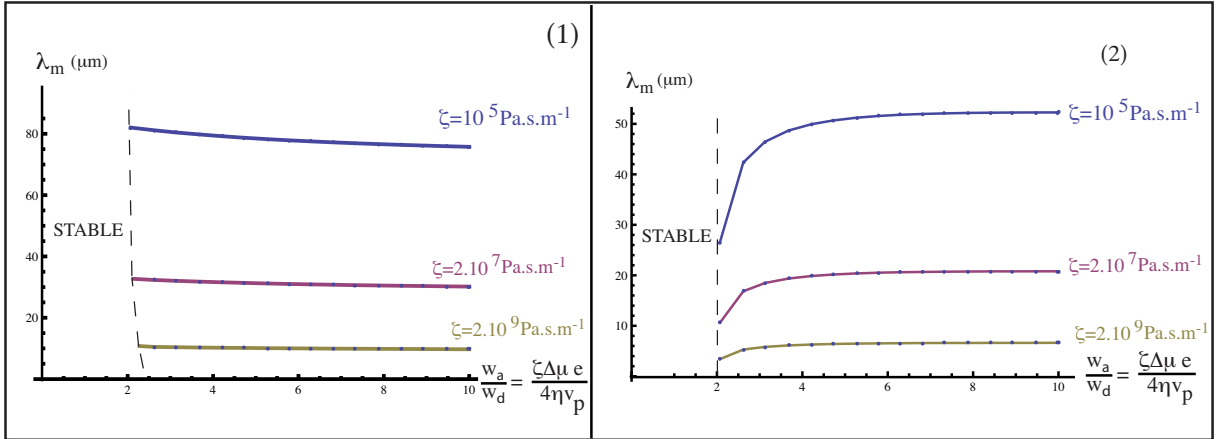 (1)
λm (μm)
ζ=10 5Pa.s.m-1
80
60
STABLE
40
ζ=2.10 7Pa.s.m-1
20
ζ=2.10 9Pa.s.m-1
2 4 6 8 10
wa/wd = ζΔμ e/4ηvp
(2)
λm (μm)
50
ζ=10 5Pa.s.m-1
40
30
STABLE
20
ζ=2.10 7Pa.s.m-1
10
ζ=2.10 9Pa.s.m-1
2 4 6 8 10
wa/wd = ζΔμ e/4ηvp